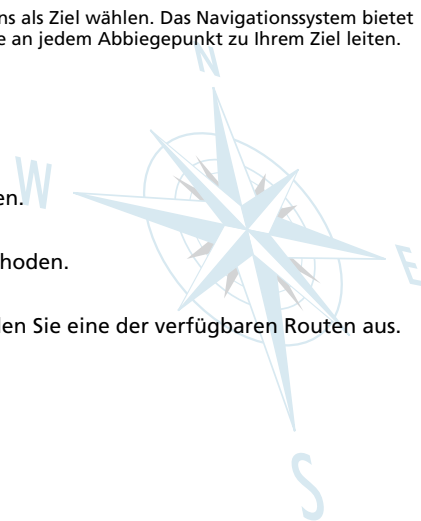 ns als Ziel wählen. Das Navigationssystem bietet
e an jedem Abbiegepunkt zu Ihrem Ziel leiten.
N
W
en.
E
hoden.
len Sie eine der verfügbaren Routen aus.
S